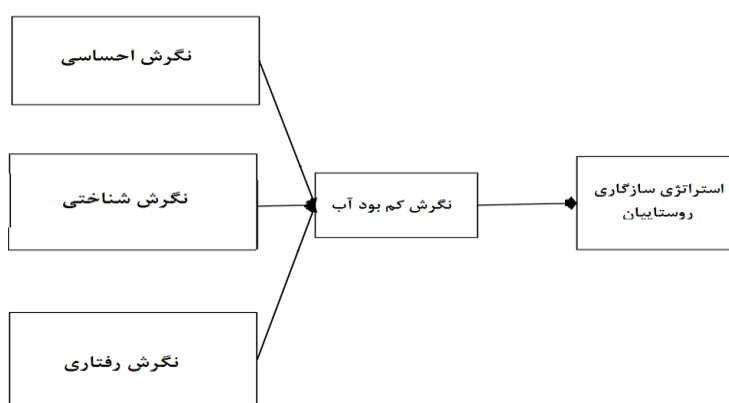 نگرش احساسی
نگرش شناختی
نگرش کم بود آب
استراتژی سازگاری
روستاییان
نگرش رفتاری